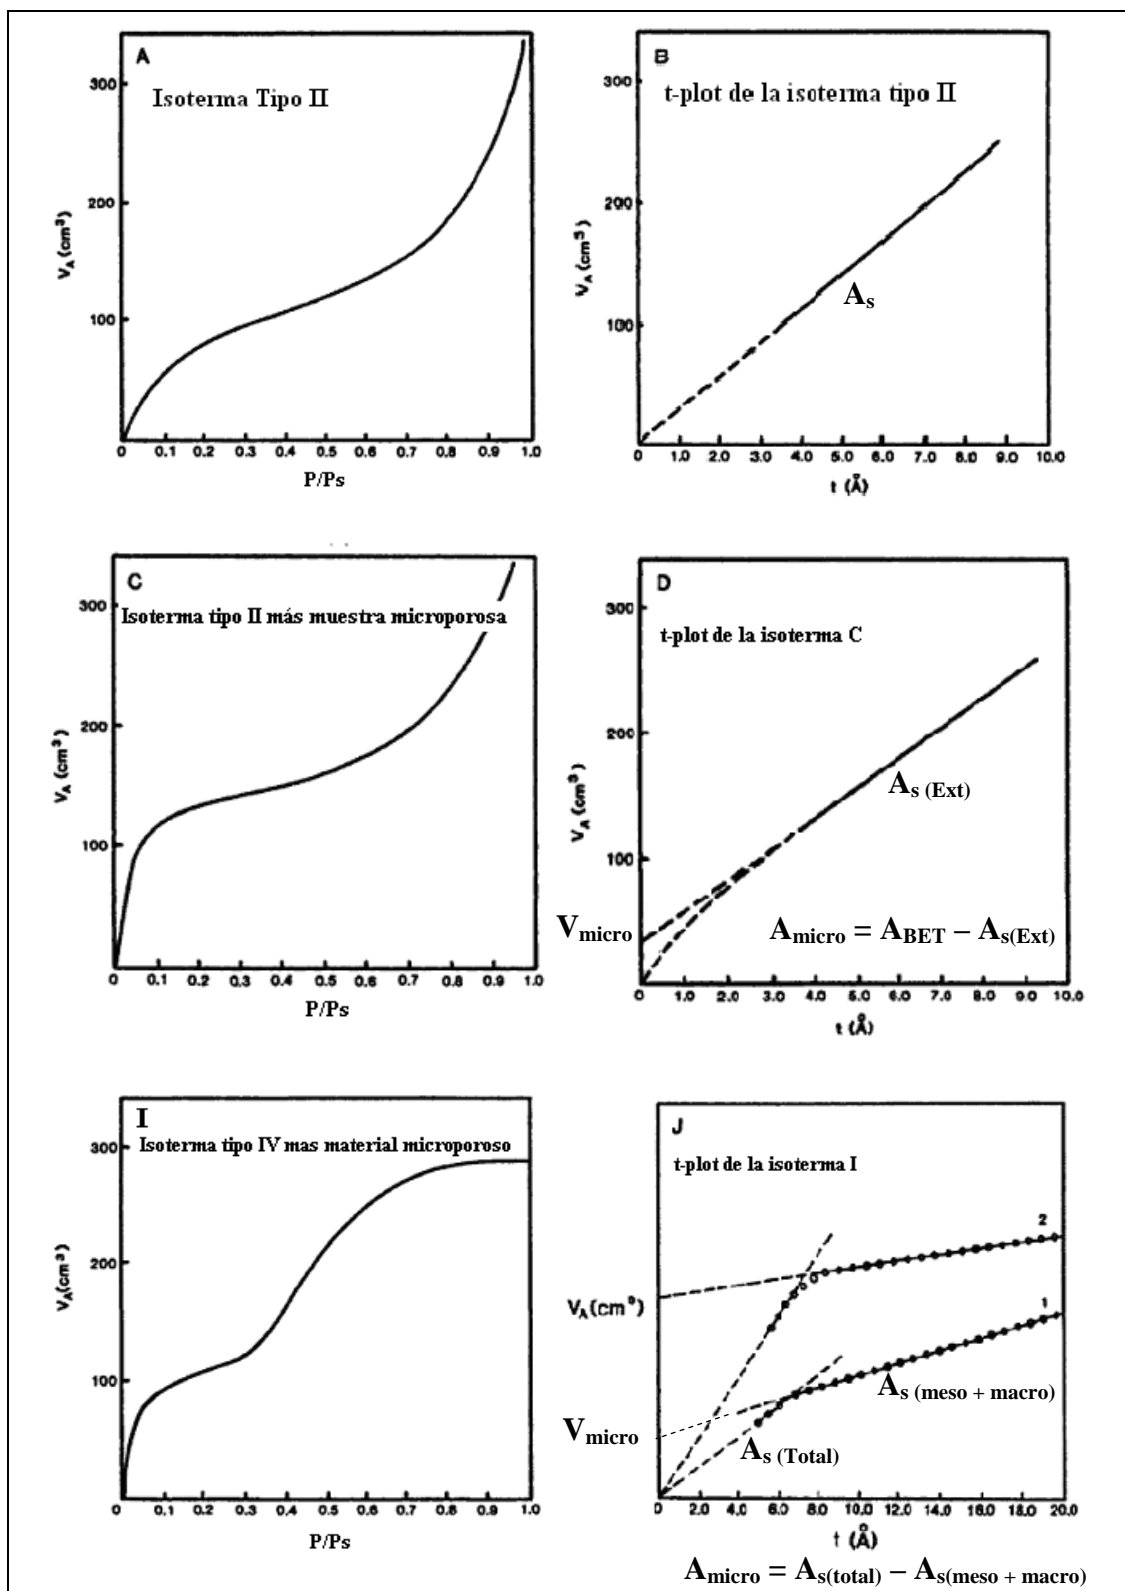 A
Isoterma Tipo II
300
200
100
V_A (cm³)
0 0.1 0.2 0.3 0.4 0.5 0.6 0.7 0.8 0.9 1.0
P/Ps
B
t-plot de la isoterma tipo II
300
200
100
V_A (cm³)
A_s
0 1.0 2.0 3.0 4.0 5.0 6.0 7.0 8.0 9.0 10.0
t (Å)
C
Isoterma tipo II más muestra microporosa
300
200
100
V_A (cm³)
0 0.1 0.2 0.3 0.4 0.5 0.6 0.7 0.8 0.9 1.0
P/Ps
D
t-plot de la isoterma C
300
200
100
V_A (cm³)
A_s (Ext)
V_micro
A_micro = A_BET − A_s(Ext)
0 1.0 2.0 3.0 4.0 5.0 6.0 7.0 8.0 9.0 10.0
t (Å)
I
Isoterma tipo IV mas material microporoso
300
200
100
V_A(cm³)
0 0.1 0.2 0.3 0.4 0.5 0.6 0.7 0.8 0.9 1.0
P/Ps
J
t-plot de la isoterma I
2
V_A(cm³)
1
A_s (meso + macro)
V_micro
A_s (Total)
0 2.0 4.0 6.0 8.0 10.0 12.0 14.0 16.0 18.0 20.0
t (Å)
A_micro = A_s(total) − A_s(meso + macro)